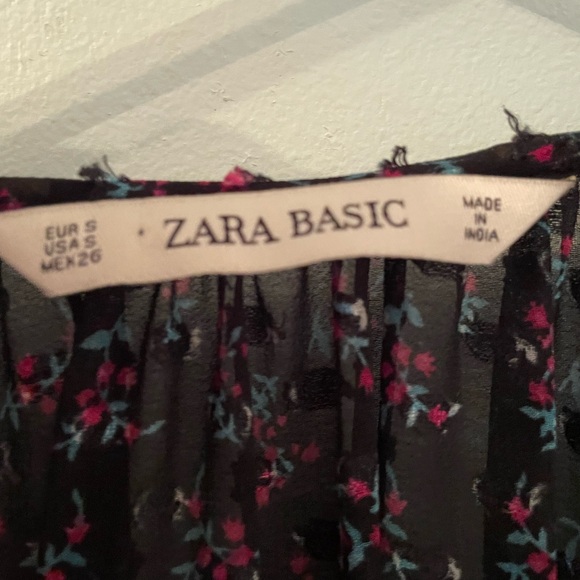 EUR S
USA S
MEX 26
ZARA BASIC
MADE
IN
INDIA